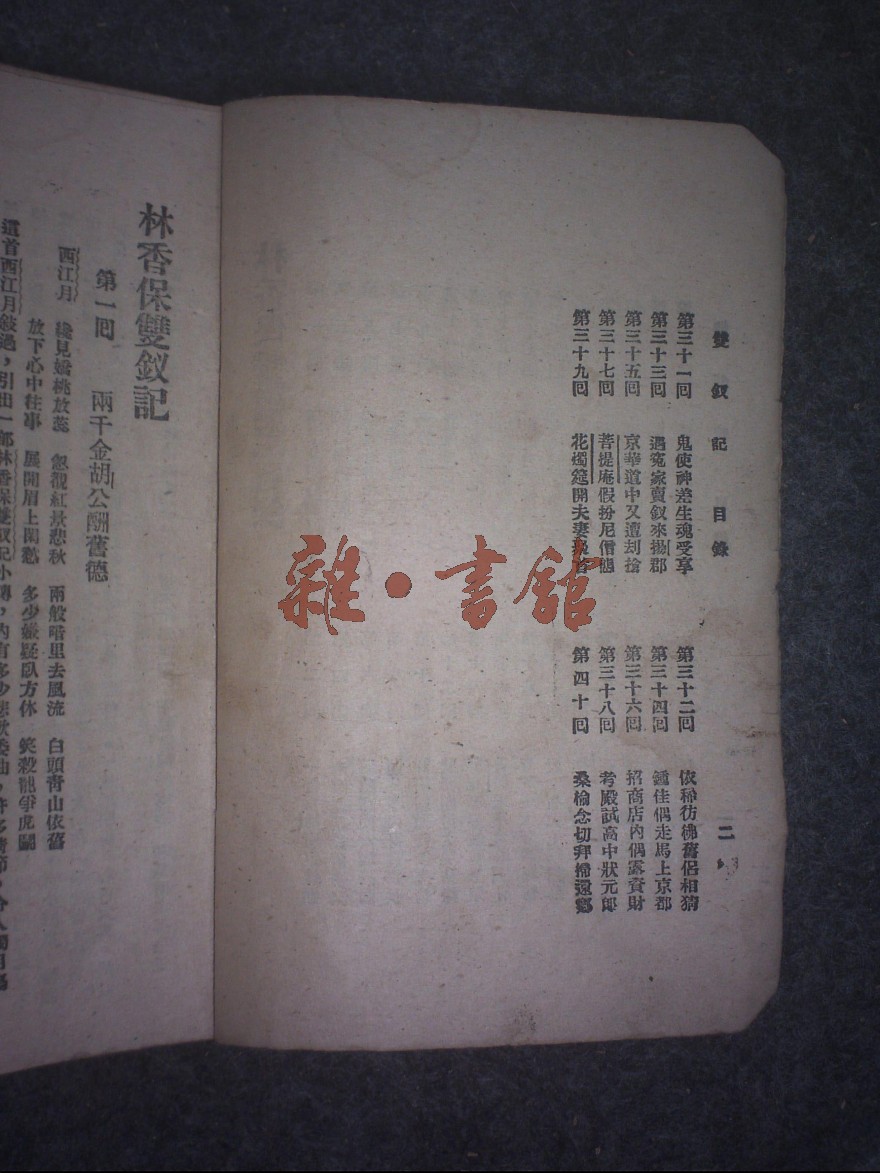 雙釵記 目錄 二
第三十一回 鬼使神差生魂受享 第三十二回 依稀彷彿舊侶相猜
第三十三回 遇冤家賣釵來揚郡 第三十四回 鍾佳偶走馬上京都
第三十五回 京華道中又遭刦搶 第三十六回 招商店內偶露資財
第三十七回 菩提庵假扮尼僧 第三十八回 考殿試高中狀元郎
第三十九回 花燭筵開夫妻 第四十回 桑榆念切拜掃還鄉
雜·書館
林香保雙釵記
第一回 兩千金胡公酬舊德
西江月 纔見嬌桃放蕊 忽觀紅景悲秋 兩般暗里去風流 白頭青山依舊
放下心中往事 展開眉上閑愁 多少嫌疑臥方休 笑殺龍爭虎鬭
這首西江月敍過，引出一部林香保雙釵記小傳，內有多少悲歡